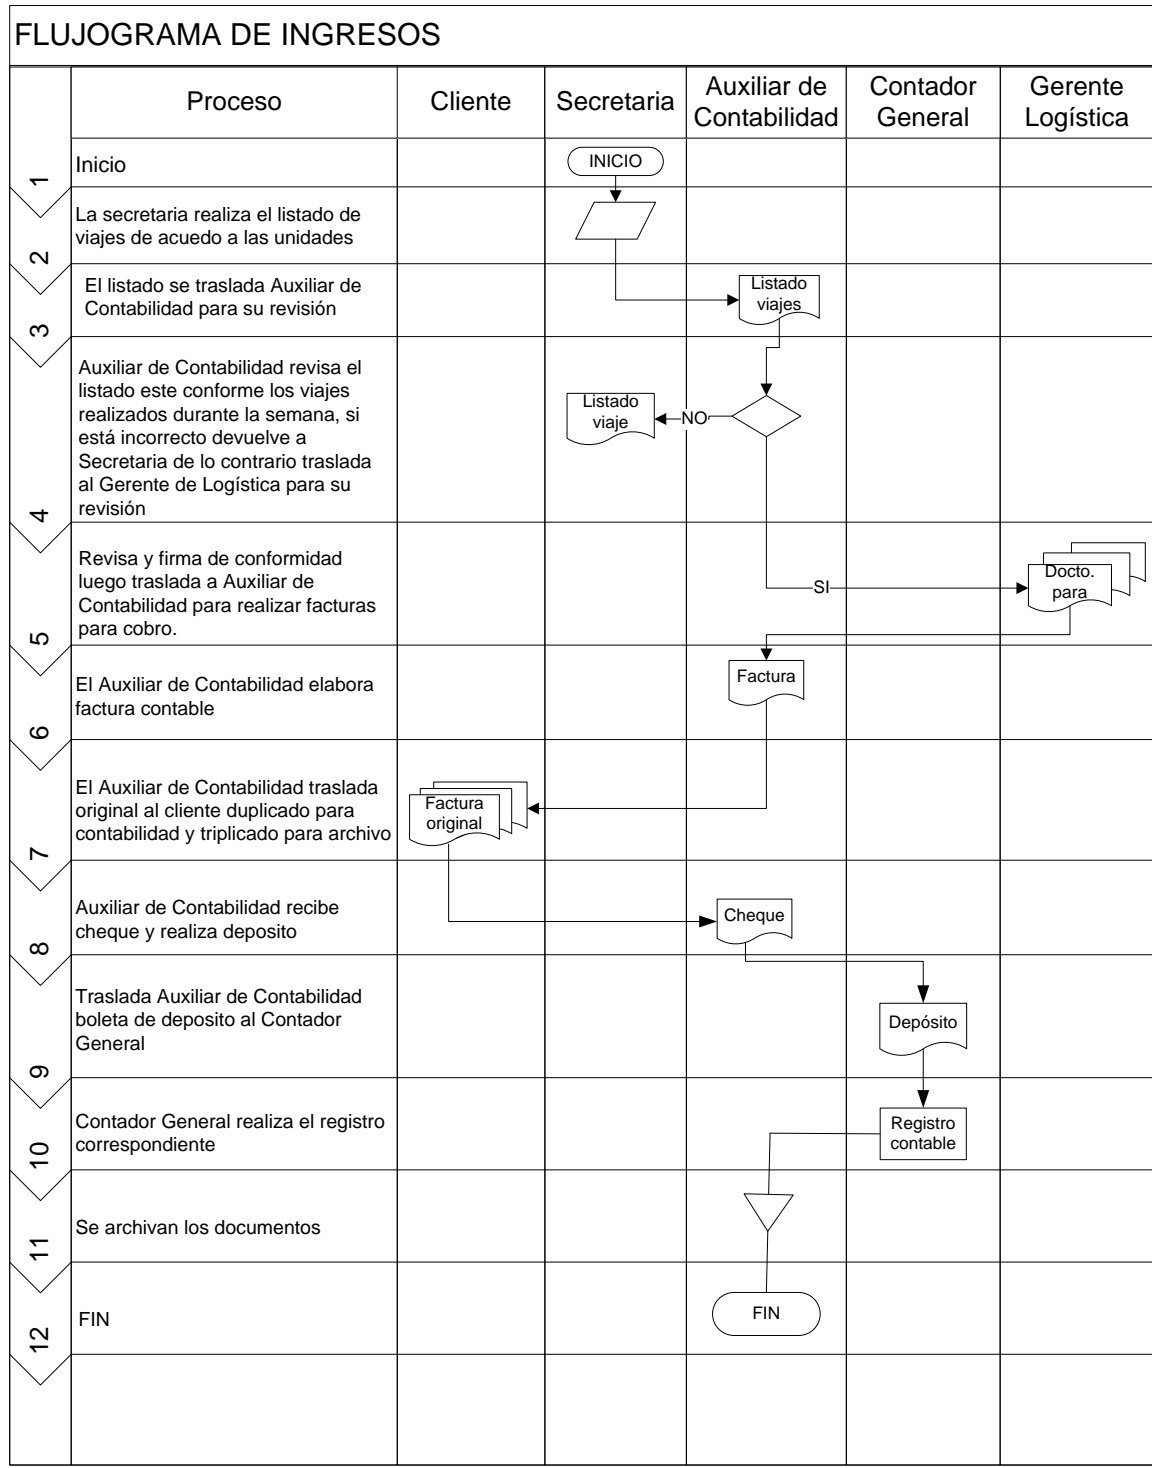 FLUJOGRAMA DE INGRESOS
Proceso
Cliente
Secretaria
Auxiliar de
Contabilidad
Contador
General
Gerente
Logística
1
Inicio
INICIO
2
La secretaria realiza el listado de
viajes de acuedo a las unidades
3
El listado se traslada Auxiliar de
Contabilidad para su revisión
Listado
viajes
4
Auxiliar de Contabilidad revisa el
listado este conforme los viajes
realizados durante la semana, si
está incorrecto devuelve a
Secretaria de lo contrario traslada
al Gerente de Logística para su
revisión
Listado
viaje
NO
5
Revisa y firma de conformidad
luego traslada a Auxiliar de
Contabilidad para realizar facturas
para cobro.
SI
Docto.
para
6
El Auxiliar de Contabilidad elabora
factura contable
Factura
7
El Auxiliar de Contabilidad traslada
original al cliente duplicado para
contabilidad y triplicado para archivo
Factura
original
8
Auxiliar de Contabilidad recibe
cheque y realiza deposito
Cheque
9
Traslada Auxiliar de Contabilidad
boleta de deposito al Contador
General
Depósito
10
Contador General realiza el registro
correspondiente
Registro
contable
11
Se archivan los documentos
12
FIN
FIN